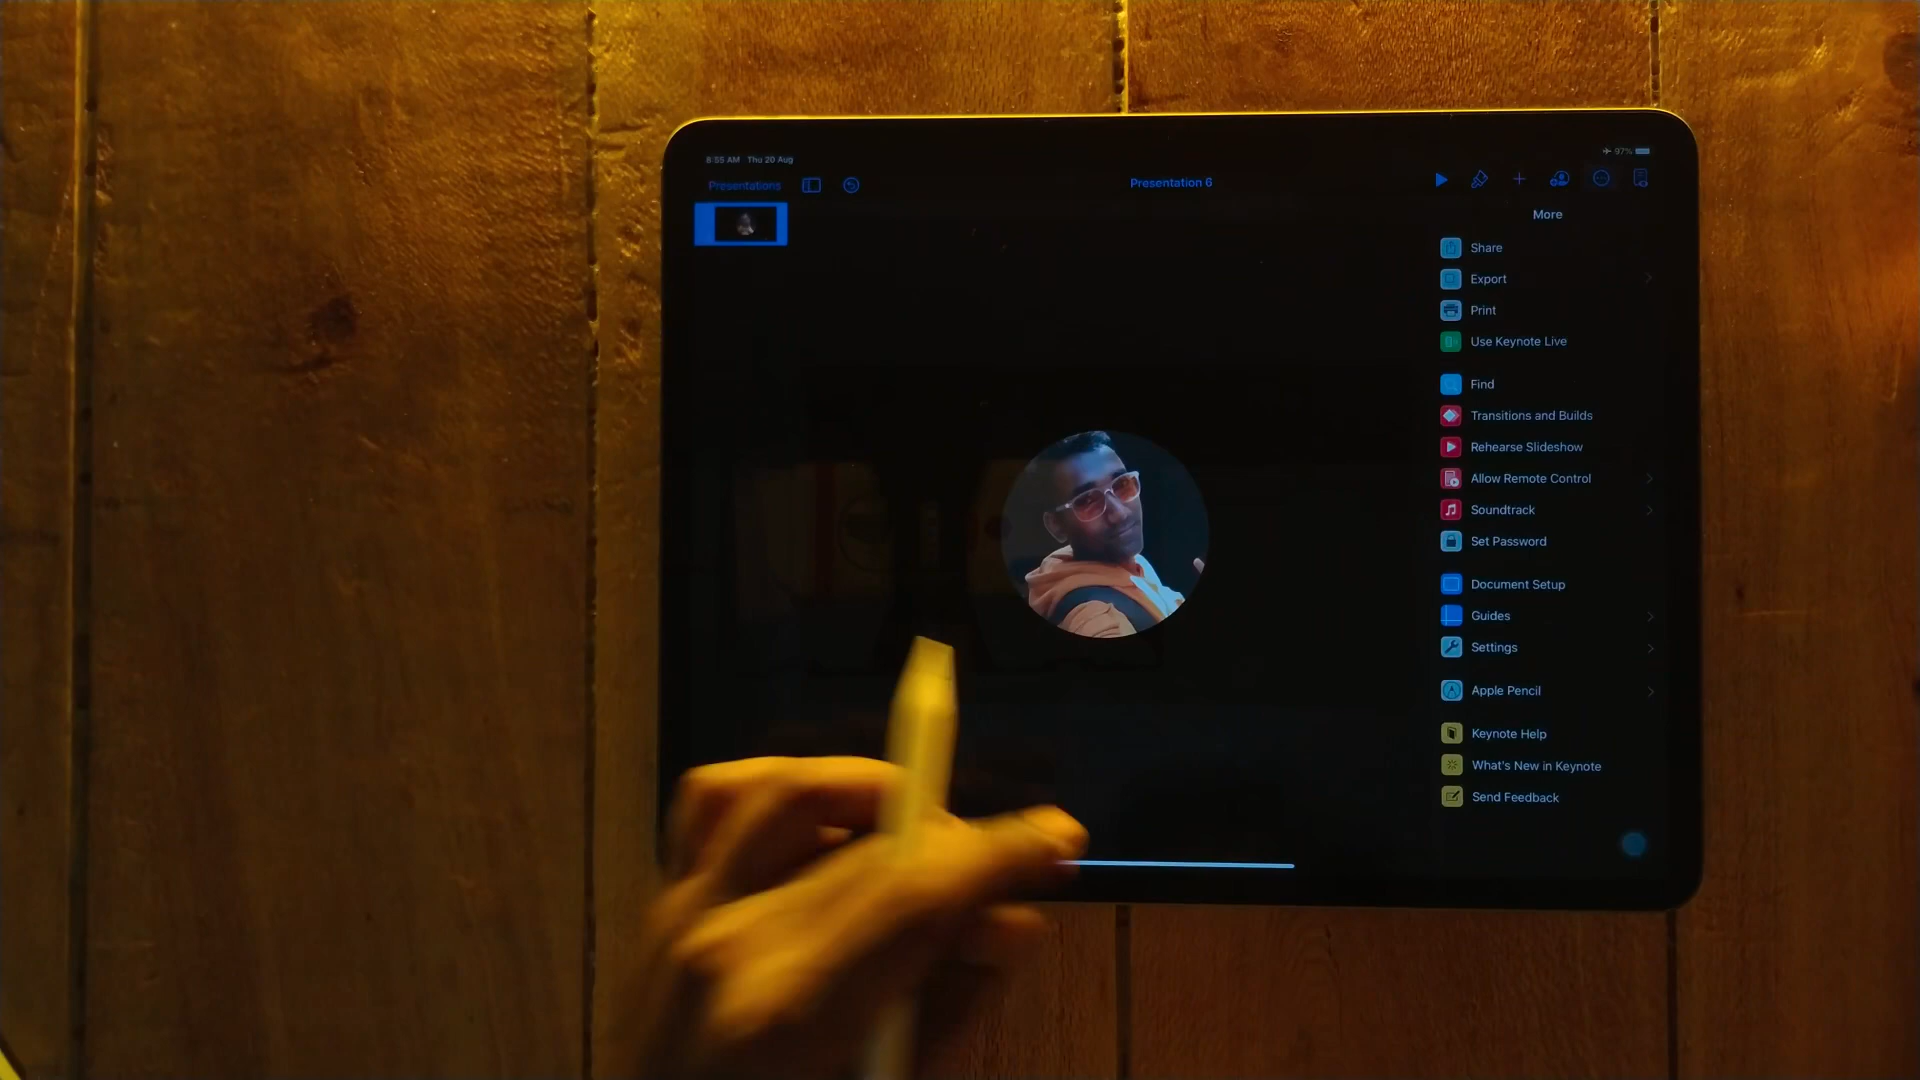 8:55 AM Thu 20 Aug
97%
Presentations
Presentation 6
More
Share
Export
Print
Use Keynote Live
Find
Transitions and Builds
Rehearse Slideshow
Allow Remote Control
Soundtrack
Set Password
Document Setup
Guides
Settings
Apple Pencil
Keynote Help
What's New in Keynote
Send Feedback